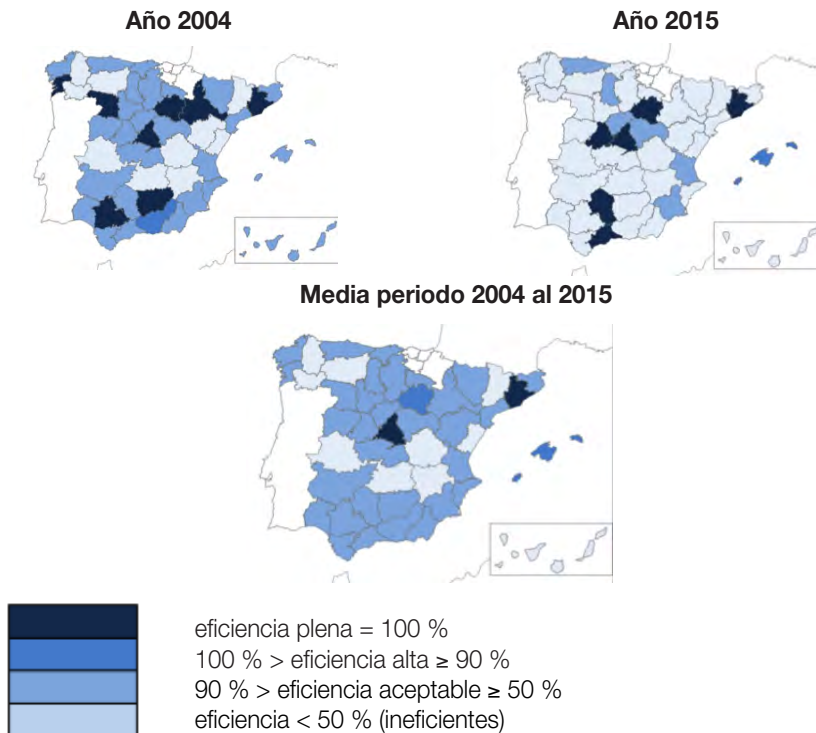 Año 2004
Año 2015
Media periodo 2004 al 2015
eficiencia plena = 100 %
100 % > eficiencia alta ≥ 90 %
90 % > eficiencia aceptable ≥ 50 %
eficiencia < 50 % (ineficientes)